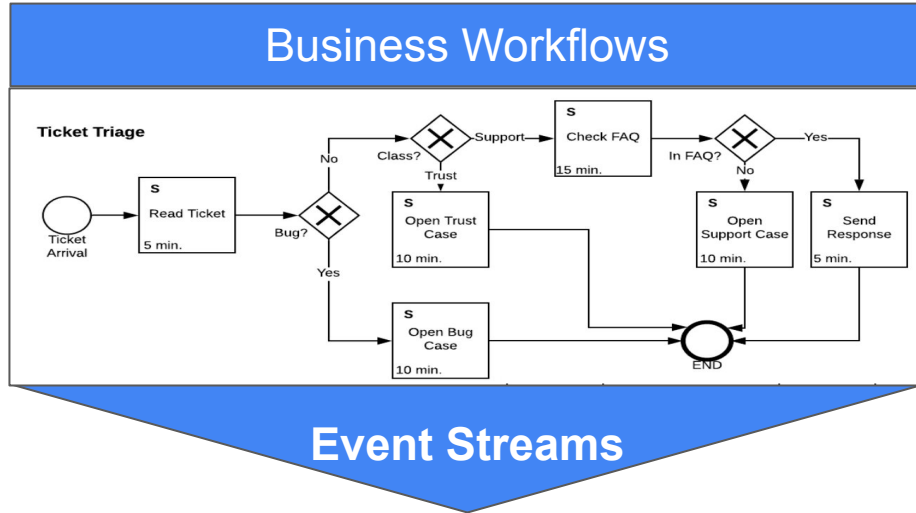 Business Workflows
Ticket Triage
Ticket
Arrival
S
Read Ticket
5 min.
Bug?
No
Yes
Class?
Support
Trust
S
Check FAQ
15 min.
In FAQ?
Yes
No
S
Open Trust
Case
10 min.
S
Open
Support Case
10 min.
S
Send
Response
5 min.
S
Open Bug
Case
10 min.
END
Event Streams